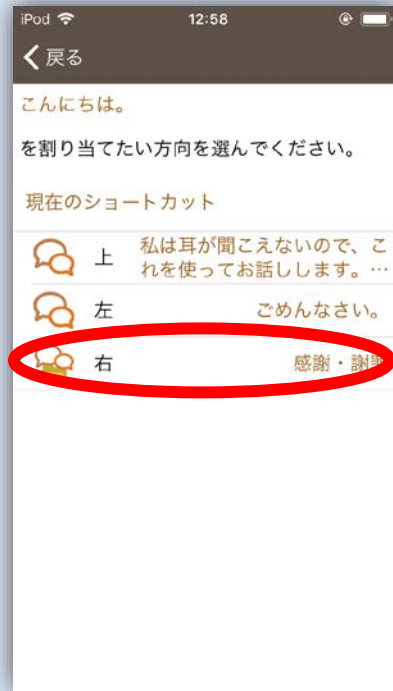 iPod 12:58
戻る
こんにちは。
を割り当てたい方向を選んでください。
現在のショートカット
上 私は耳が聞こえないので、こ
れを使ってお話しします。…
左 ごめんなさい。
右 感謝・謝罪